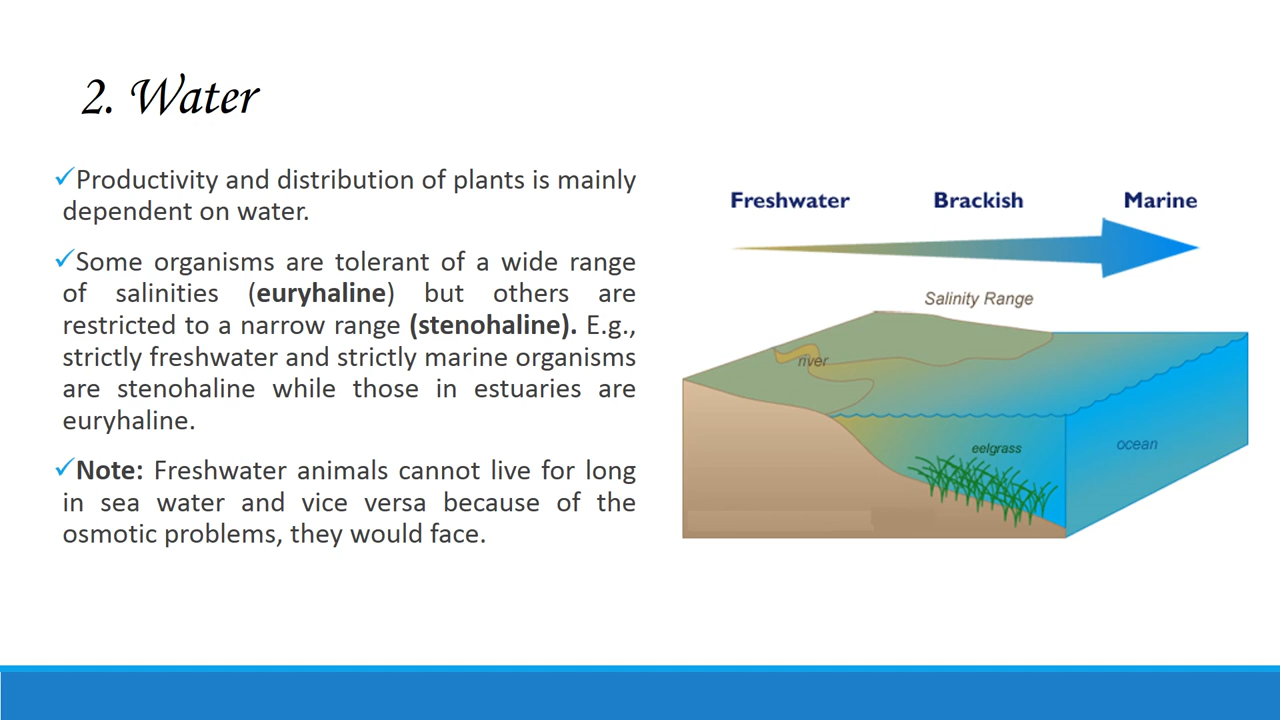 2. Water
✓Productivity and distribution of plants is mainly
dependent on water.
✓Some organisms are tolerant of a wide range
of salinities (euryhaline) but others are
restricted to a narrow range (stenohaline). E.g.,
strictly freshwater and strictly marine organisms
are stenohaline while those in estuaries are
euryhaline.
✓Note: Freshwater animals cannot live for long
in sea water and vice versa because of the
osmotic problems, they would face.
Freshwater Brackish Marine
Salinity Range
river
eelgrass
ocean